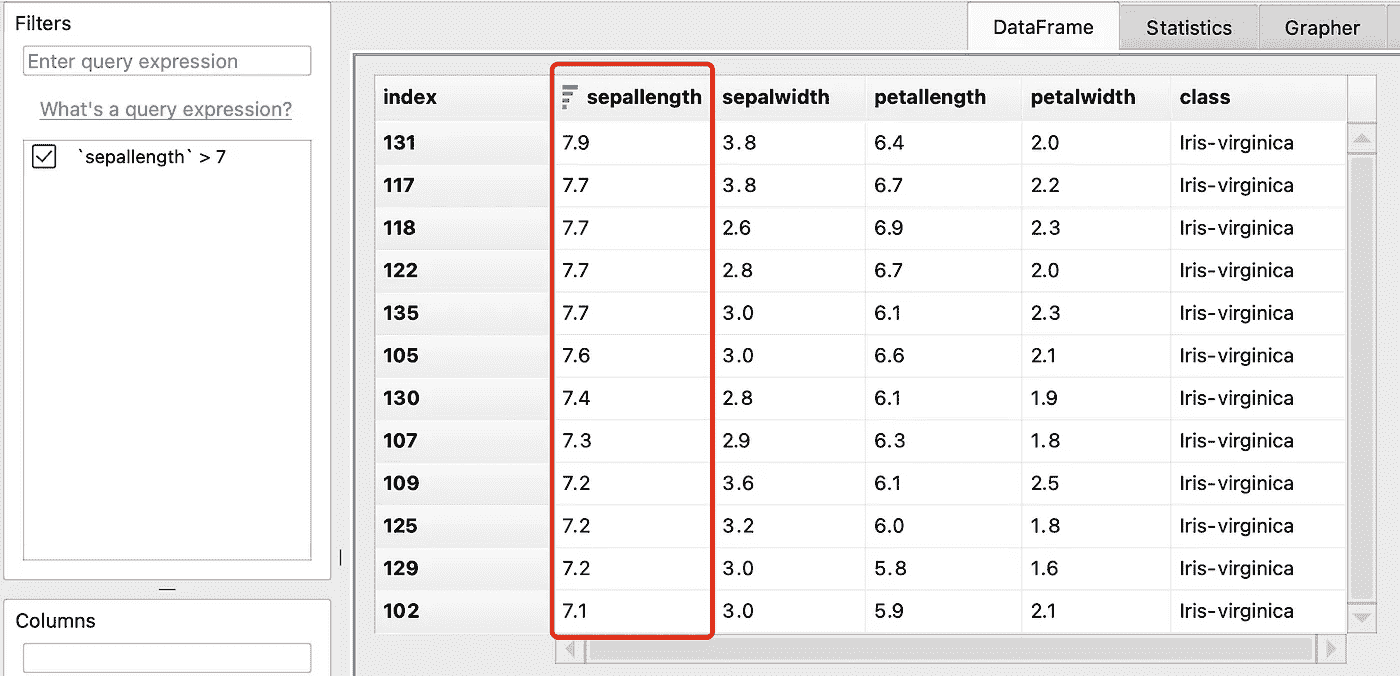 Filters
Enter query expression
What's a query expression?
`sepallength` > 7
Columns
DataFrame Statistics Grapher
index sepallength sepalwidth petallength petalwidth class
131 7.9 3.8 6.4 2.0 Iris-virginica
117 7.7 3.8 6.7 2.2 Iris-virginica
118 7.7 2.6 6.9 2.3 Iris-virginica
122 7.7 2.8 6.7 2.0 Iris-virginica
135 7.7 3.0 6.1 2.3 Iris-virginica
105 7.6 3.0 6.6 2.1 Iris-virginica
130 7.4 2.8 6.1 1.9 Iris-virginica
107 7.3 2.9 6.3 1.8 Iris-virginica
109 7.2 3.6 6.1 2.5 Iris-virginica
125 7.2 3.2 6.0 1.8 Iris-virginica
129 7.2 3.0 5.8 1.6 Iris-virginica
102 7.1 3.0 5.9 2.1 Iris-virginica